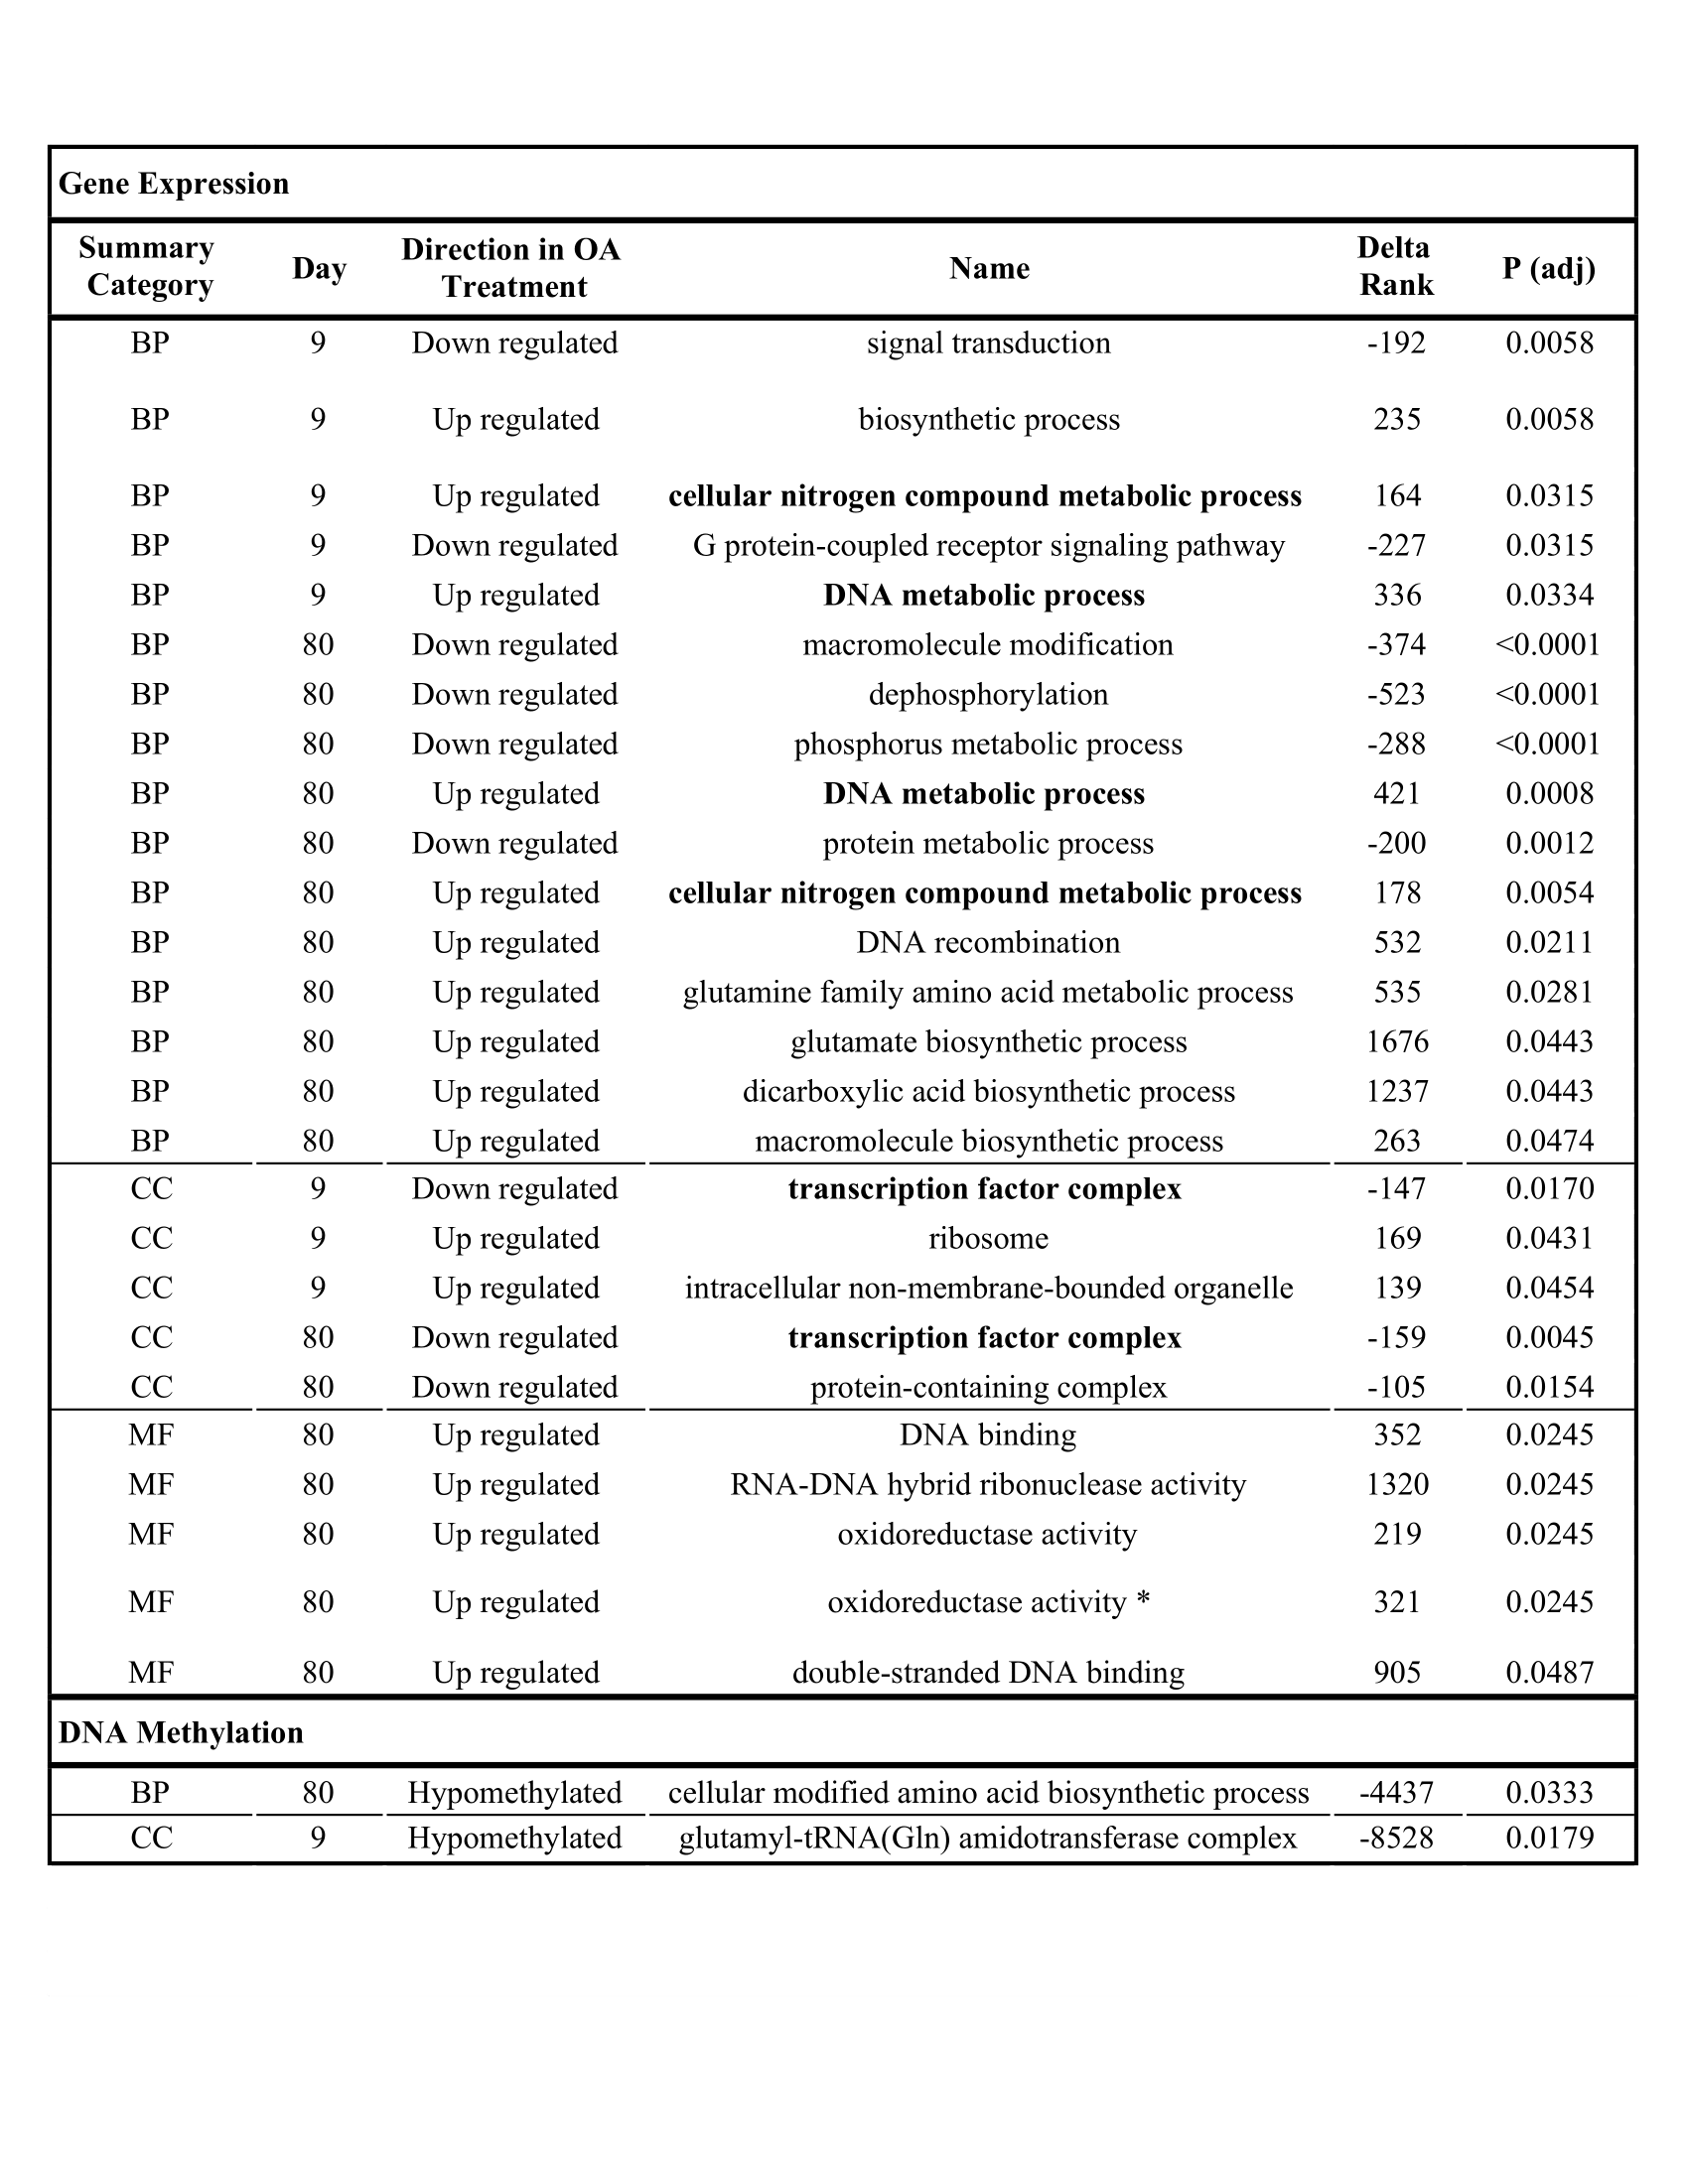 Gene Expression
Summary Category Day Direction in OA Treatment Name Delta Rank P (adj)
BP 9 Down regulated signal transduction -192 0.0058
BP 9 Up regulated biosynthetic process 235 0.0058
BP 9 Up regulated cellular nitrogen compound metabolic process 164 0.0315
BP 9 Down regulated G protein-coupled receptor signaling pathway -227 0.0315
BP 9 Up regulated DNA metabolic process 336 0.0334
BP 80 Down regulated macromolecule modification -374 <0.0001
BP 80 Down regulated dephosphorylation -523 <0.0001
BP 80 Down regulated phosphorus metabolic process -288 <0.0001
BP 80 Up regulated DNA metabolic process 421 0.0008
BP 80 Down regulated protein metabolic process -200 0.0012
BP 80 Up regulated cellular nitrogen compound metabolic process 178 0.0054
BP 80 Up regulated DNA recombination 532 0.0211
BP 80 Up regulated glutamine family amino acid metabolic process 535 0.0281
BP 80 Up regulated glutamate biosynthetic process 1676 0.0443
BP 80 Up regulated dicarboxylic acid biosynthetic process 1237 0.0443
BP 80 Up regulated macromolecule biosynthetic process 263 0.0474
CC 9 Down regulated transcription factor complex -147 0.0170
CC 9 Up regulated ribosome 169 0.0431
CC 9 Up regulated intracellular non-membrane-bounded organelle 139 0.0454
CC 80 Down regulated transcription factor complex -159 0.0045
CC 80 Down regulated protein-containing complex -105 0.0154
MF 80 Up regulated DNA binding 352 0.0245
MF 80 Up regulated RNA-DNA hybrid ribonuclease activity 1320 0.0245
MF 80 Up regulated oxidoreductase activity 219 0.0245
MF 80 Up regulated oxidoreductase activity * 321 0.0245
MF 80 Up regulated double-stranded DNA binding 905 0.0487
DNA Methylation
BP 80 Hypomethylated cellular modified amino acid biosynthetic process -4437 0.0333
CC 9 Hypomethylated glutamyl-tRNA(Gln) amidotransferase complex -8528 0.0179